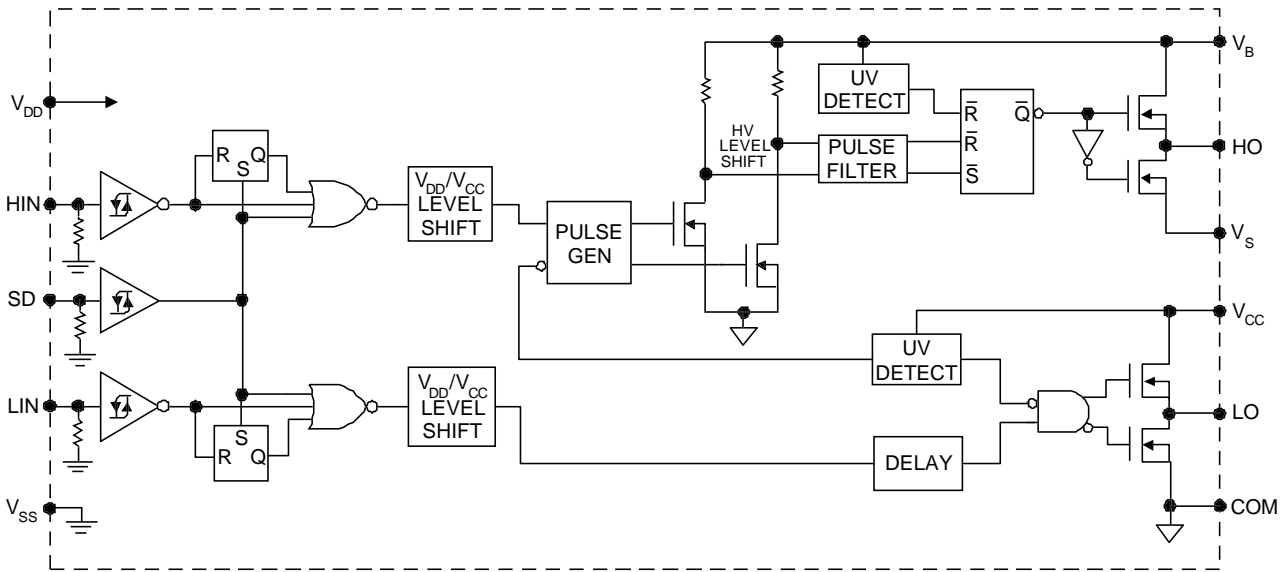 V_B
UV
DETECT
V_DD
R̅ Q̅
HV
LEVEL
SHIFT
R̅
PULSE
FILTER
S̅
HO
R Q
S
V_DD/V_CC
LEVEL
SHIFT
HIN
PULSE
GEN
V_S
SD
V_CC
UV
DETECT
V_DD/V_CC
LEVEL
SHIFT
LIN
LO
S
R Q
DELAY
V_SS
COM